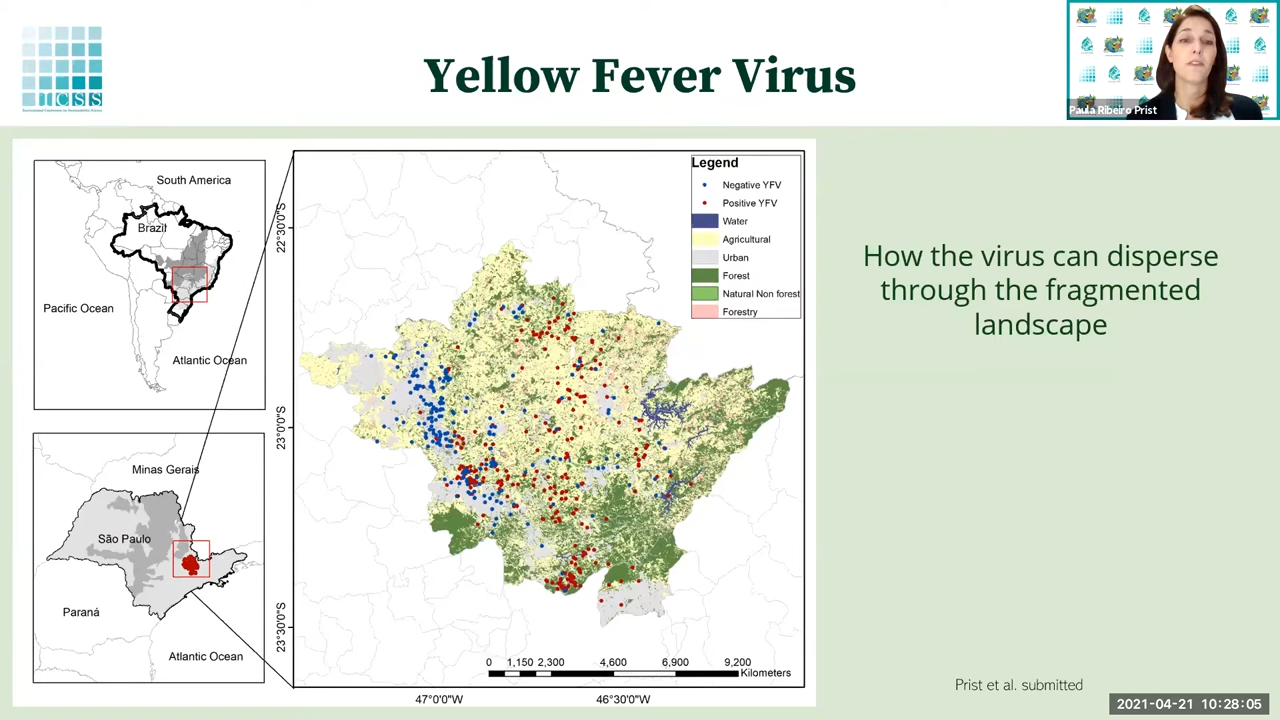 IICSS
Yellow Fever Virus
Paula Ribeiro Prist
South America
Brazil
Pacific Ocean
Atlantic Ocean
Minas Gerais
São Paulo
Paraná
Atlantic Ocean
22°30'0"S
23°0'0"S
23°30'0"S
Legend
Negative YFV
Positive YFV
Water
Agricultural
Urban
Forest
Natural Non forest
Forestry
0 1,150 2,300 4,600 6,900 9,200
Kilometers
47°0'0"W 46°30'0"W
How the virus can disperse
through the fragmented
landscape
Prist et al. submitted
2021-04-21 10:28:05